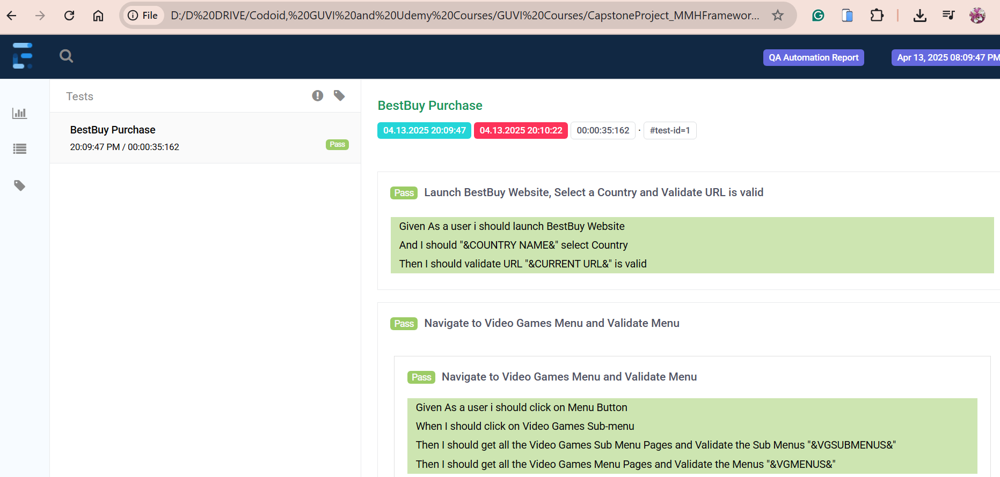 File
D:/D%20DRIVE/Codoid,%20GUVI%20and%20Udemy%20Courses/GUVI%20Courses/CapstoneProject_MMHFramewor...
QA Automation Report
Apr 13, 2025 08:09:47 PM
Tests
BestBuy Purchase
20:09:47 PM / 00:00:35:162
Pass
BestBuy Purchase
04.13.2025 20:09:47 04.13.2025 20:10:22 00:00:35:162 · #test-id=1
Pass Launch BestBuy Website, Select a Country and Validate URL is valid
Given As a user i should launch BestBuy Website
And I should "&COUNTRY NAME&" select Country
Then I should validate URL "&CURRENT URL&" is valid
Pass Navigate to Video Games Menu and Validate Menu
Pass Navigate to Video Games Menu and Validate Menu
Given As a user i should click on Menu Button
When I should click on Video Games Sub-menu
Then I should get all the Video Games Sub Menu Pages and Validate the Sub Menus "&VGSUBMENUS&"
Then I should get all the Video Games Menu Pages and Validate the Menus "&VGMENUS&"